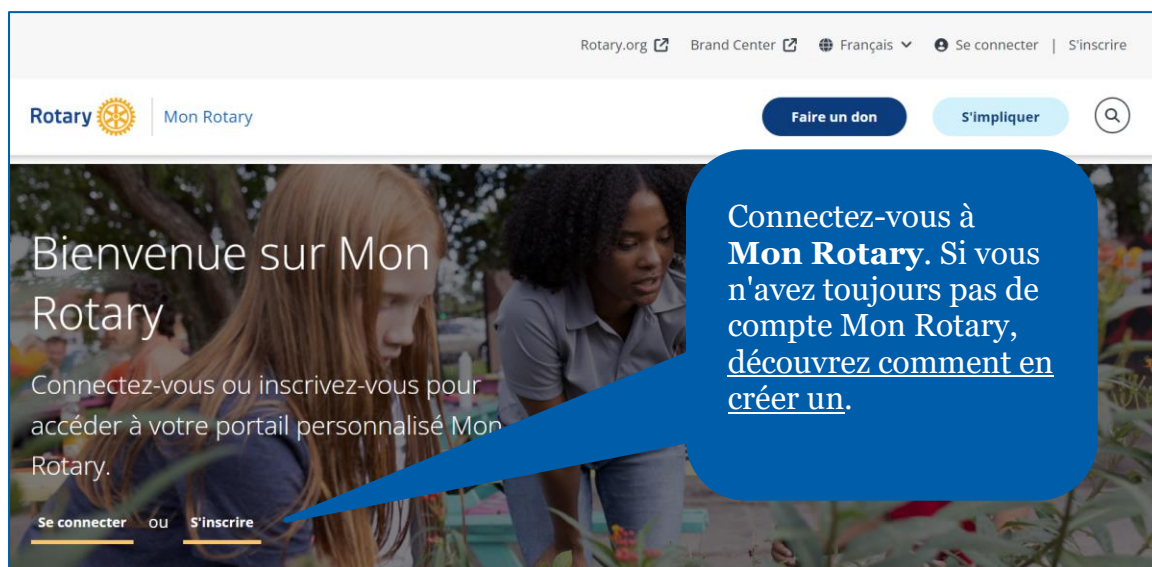 Rotary.org Brand Center Français Se connecter | S'inscrire
Rotary Mon Rotary Faire un don S'impliquer
Bienvenue sur Mon
Rotary
Connectez-vous ou inscrivez-vous pour
accéder à votre portail personnalisé Mon
Rotary.
Se connecter ou S'inscrire
Connectez-vous à
Mon Rotary. Si vous
n'avez toujours pas de
compte Mon Rotary,
découvrez comment en
créer un.